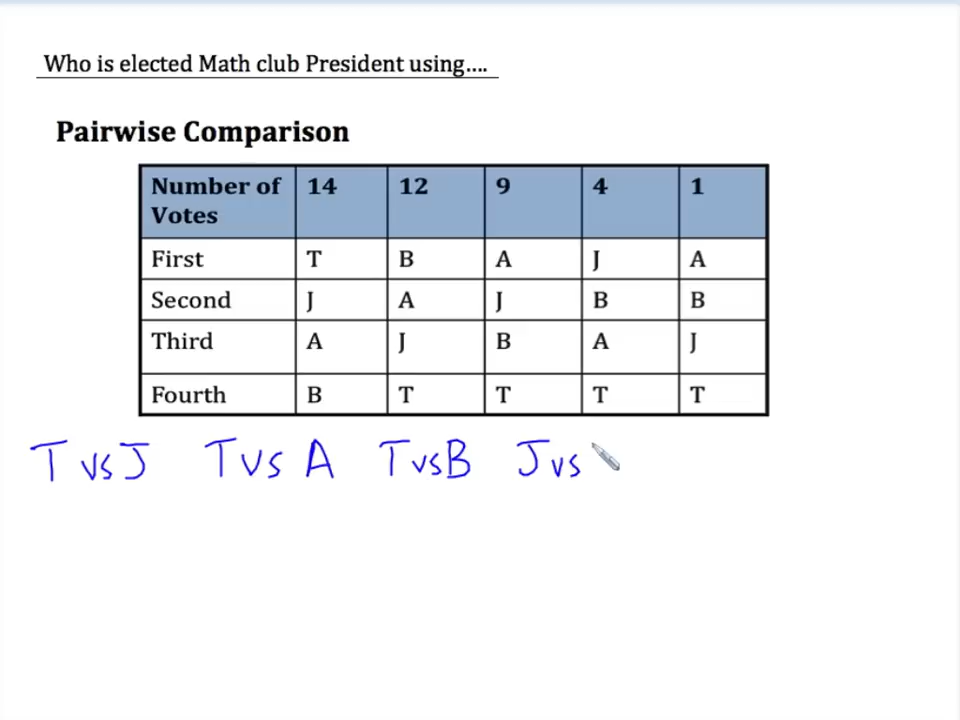 Who is elected Math club President using....
Pairwise Comparison
Number of Votes 14 12 9 4 1
First T B A J A
Second J A J B B
Third A J B A J
Fourth B T T T T
T vs J T vs A T vs B J vs